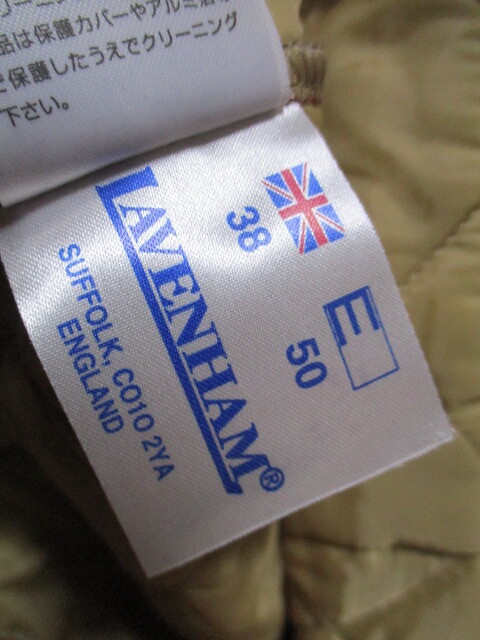 品は保護カバーやアルミ
保護したうえでクリーニング
下さい。
LAVENHAM®
SUFFOLK, CO10 2YA
ENGLAND
38
E
50